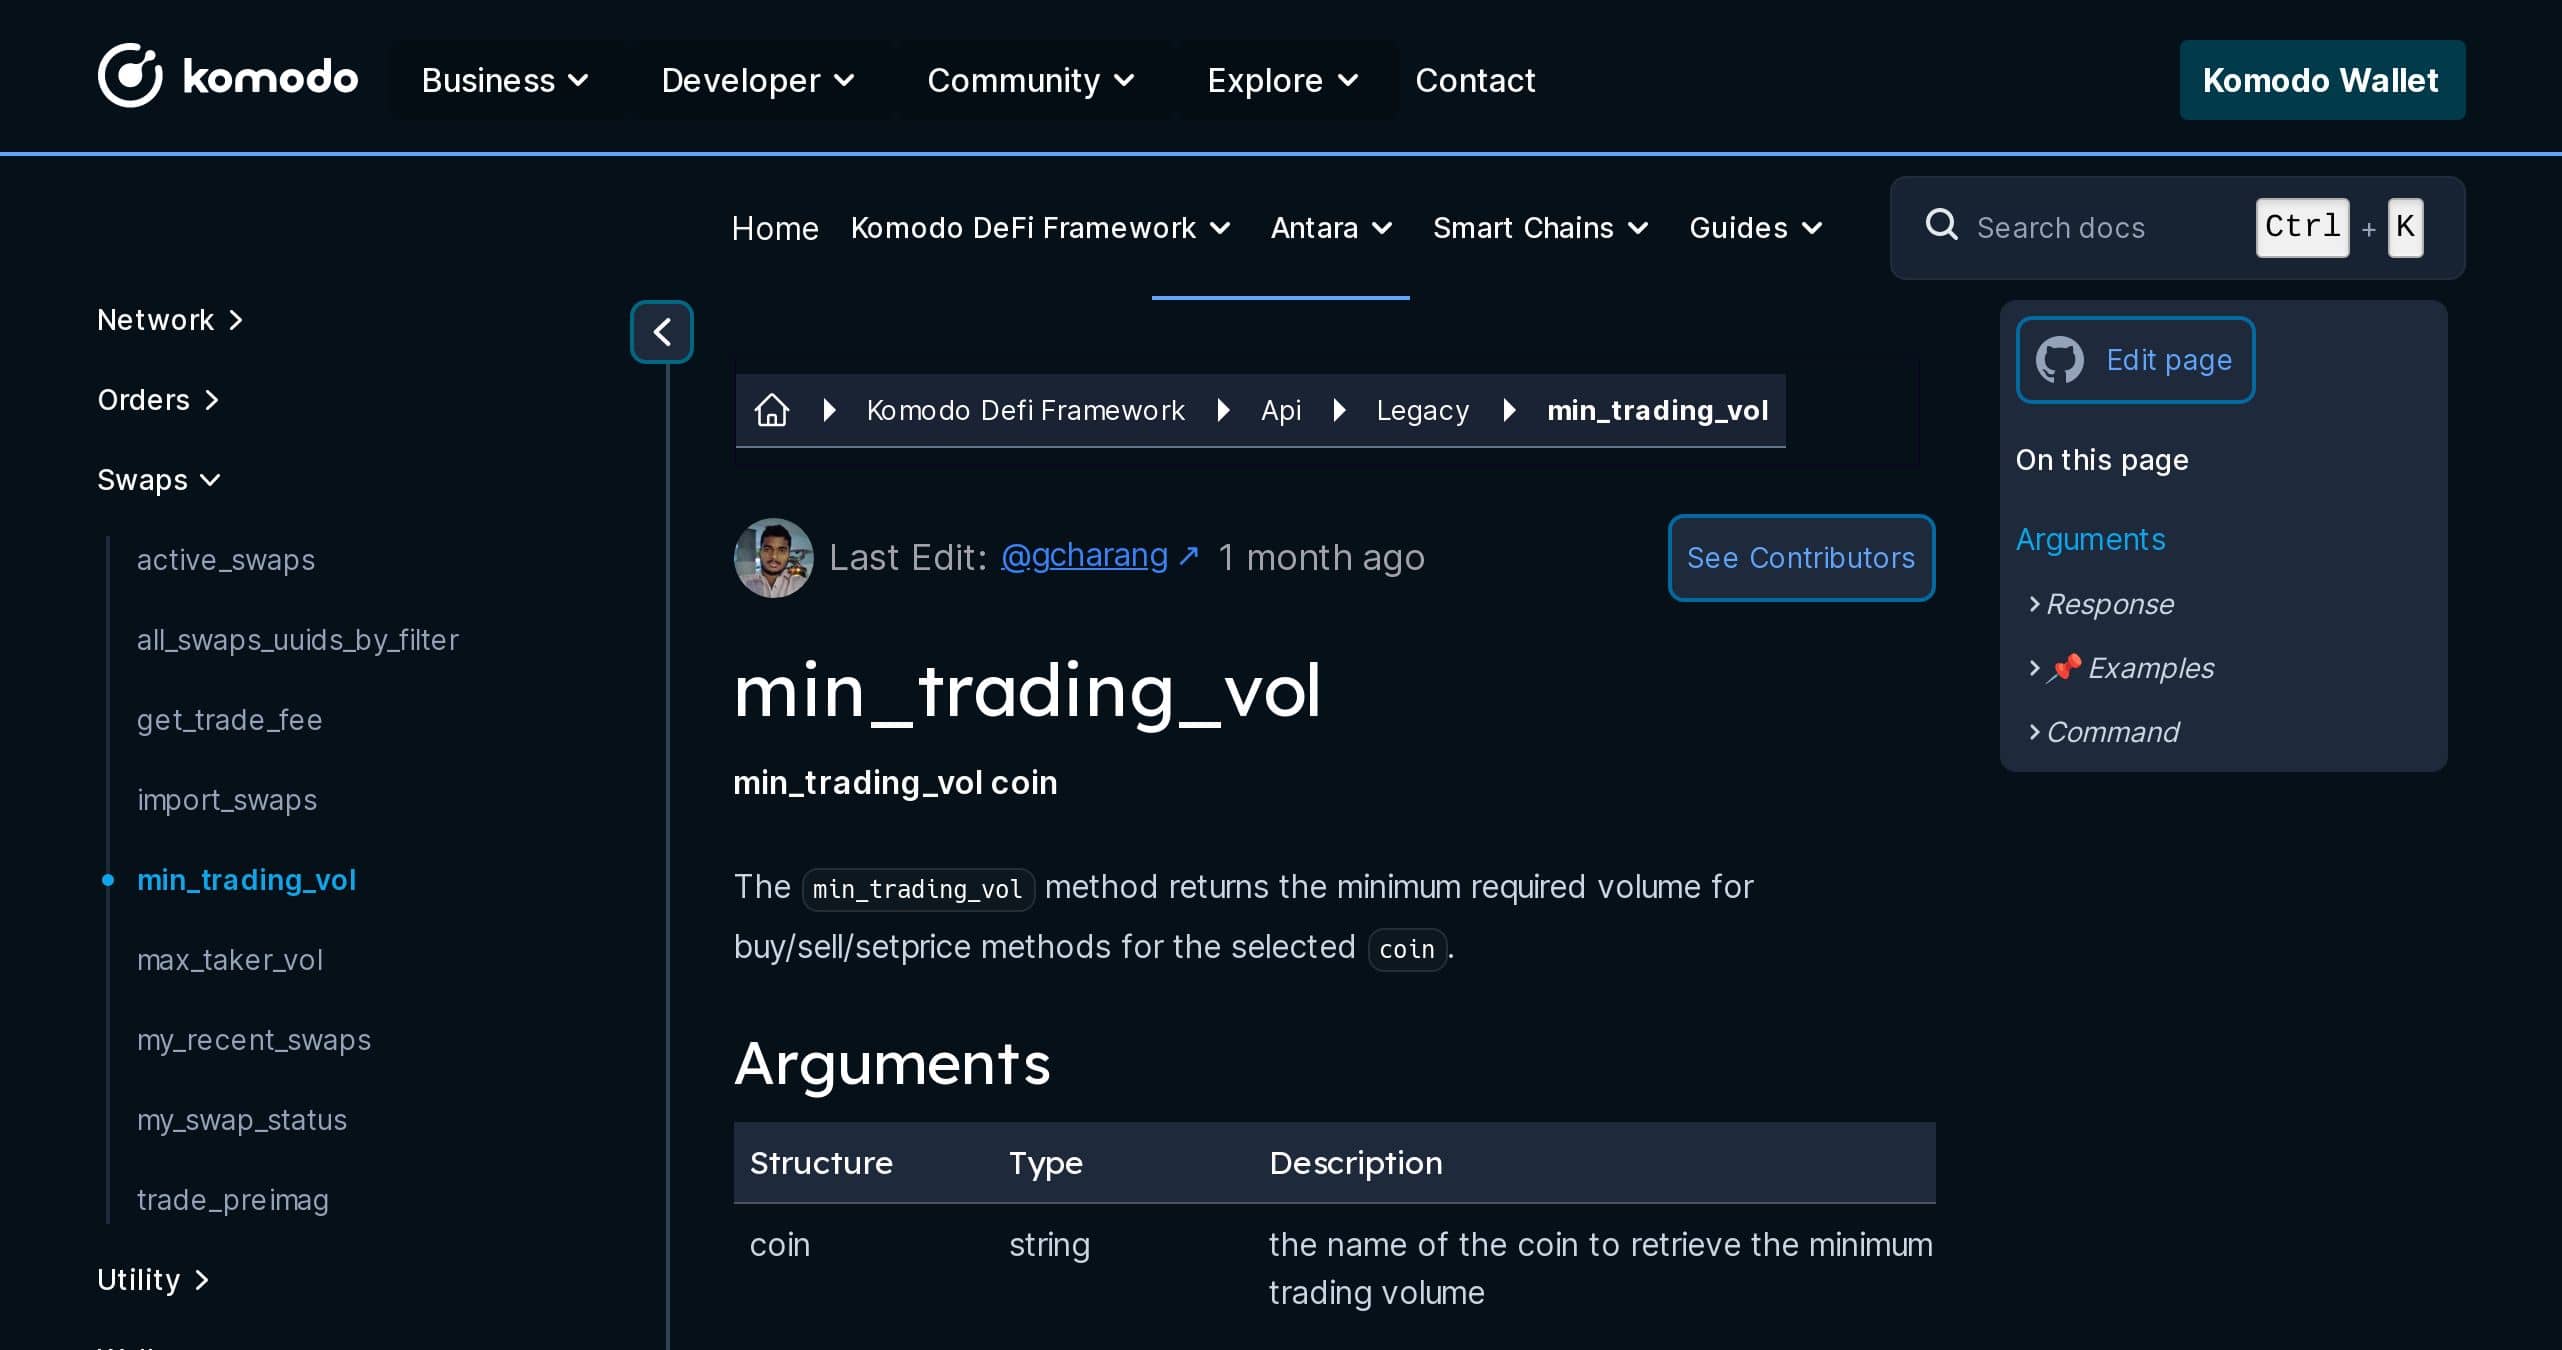 komodo
Business
Developer
Community
Explore
Contact
Komodo Wallet
Home
Komodo DeFi Framework
Antara
Smart Chains
Guides
Search docs
Ctrl + K
Network
Orders
Swaps
active_swaps
all_swaps_uuids_by_filter
get_trade_fee
import_swaps
min_trading_vol
max_taker_vol
my_recent_swaps
my_swap_status
trade_preimag
Utility
Komodo Defi Framework
Api
Legacy
min_trading_vol
Last Edit: @gcharang ↗ 1 month ago
See Contributors
min_trading_vol
min_trading_vol coin
The min_trading_vol method returns the minimum required volume for
buy/sell/setprice methods for the selected coin.
Arguments
Structure Type Description
coin string the name of the coin to retrieve the minimum
trading volume
Edit page
On this page
Arguments
Response
📌 Examples
Command